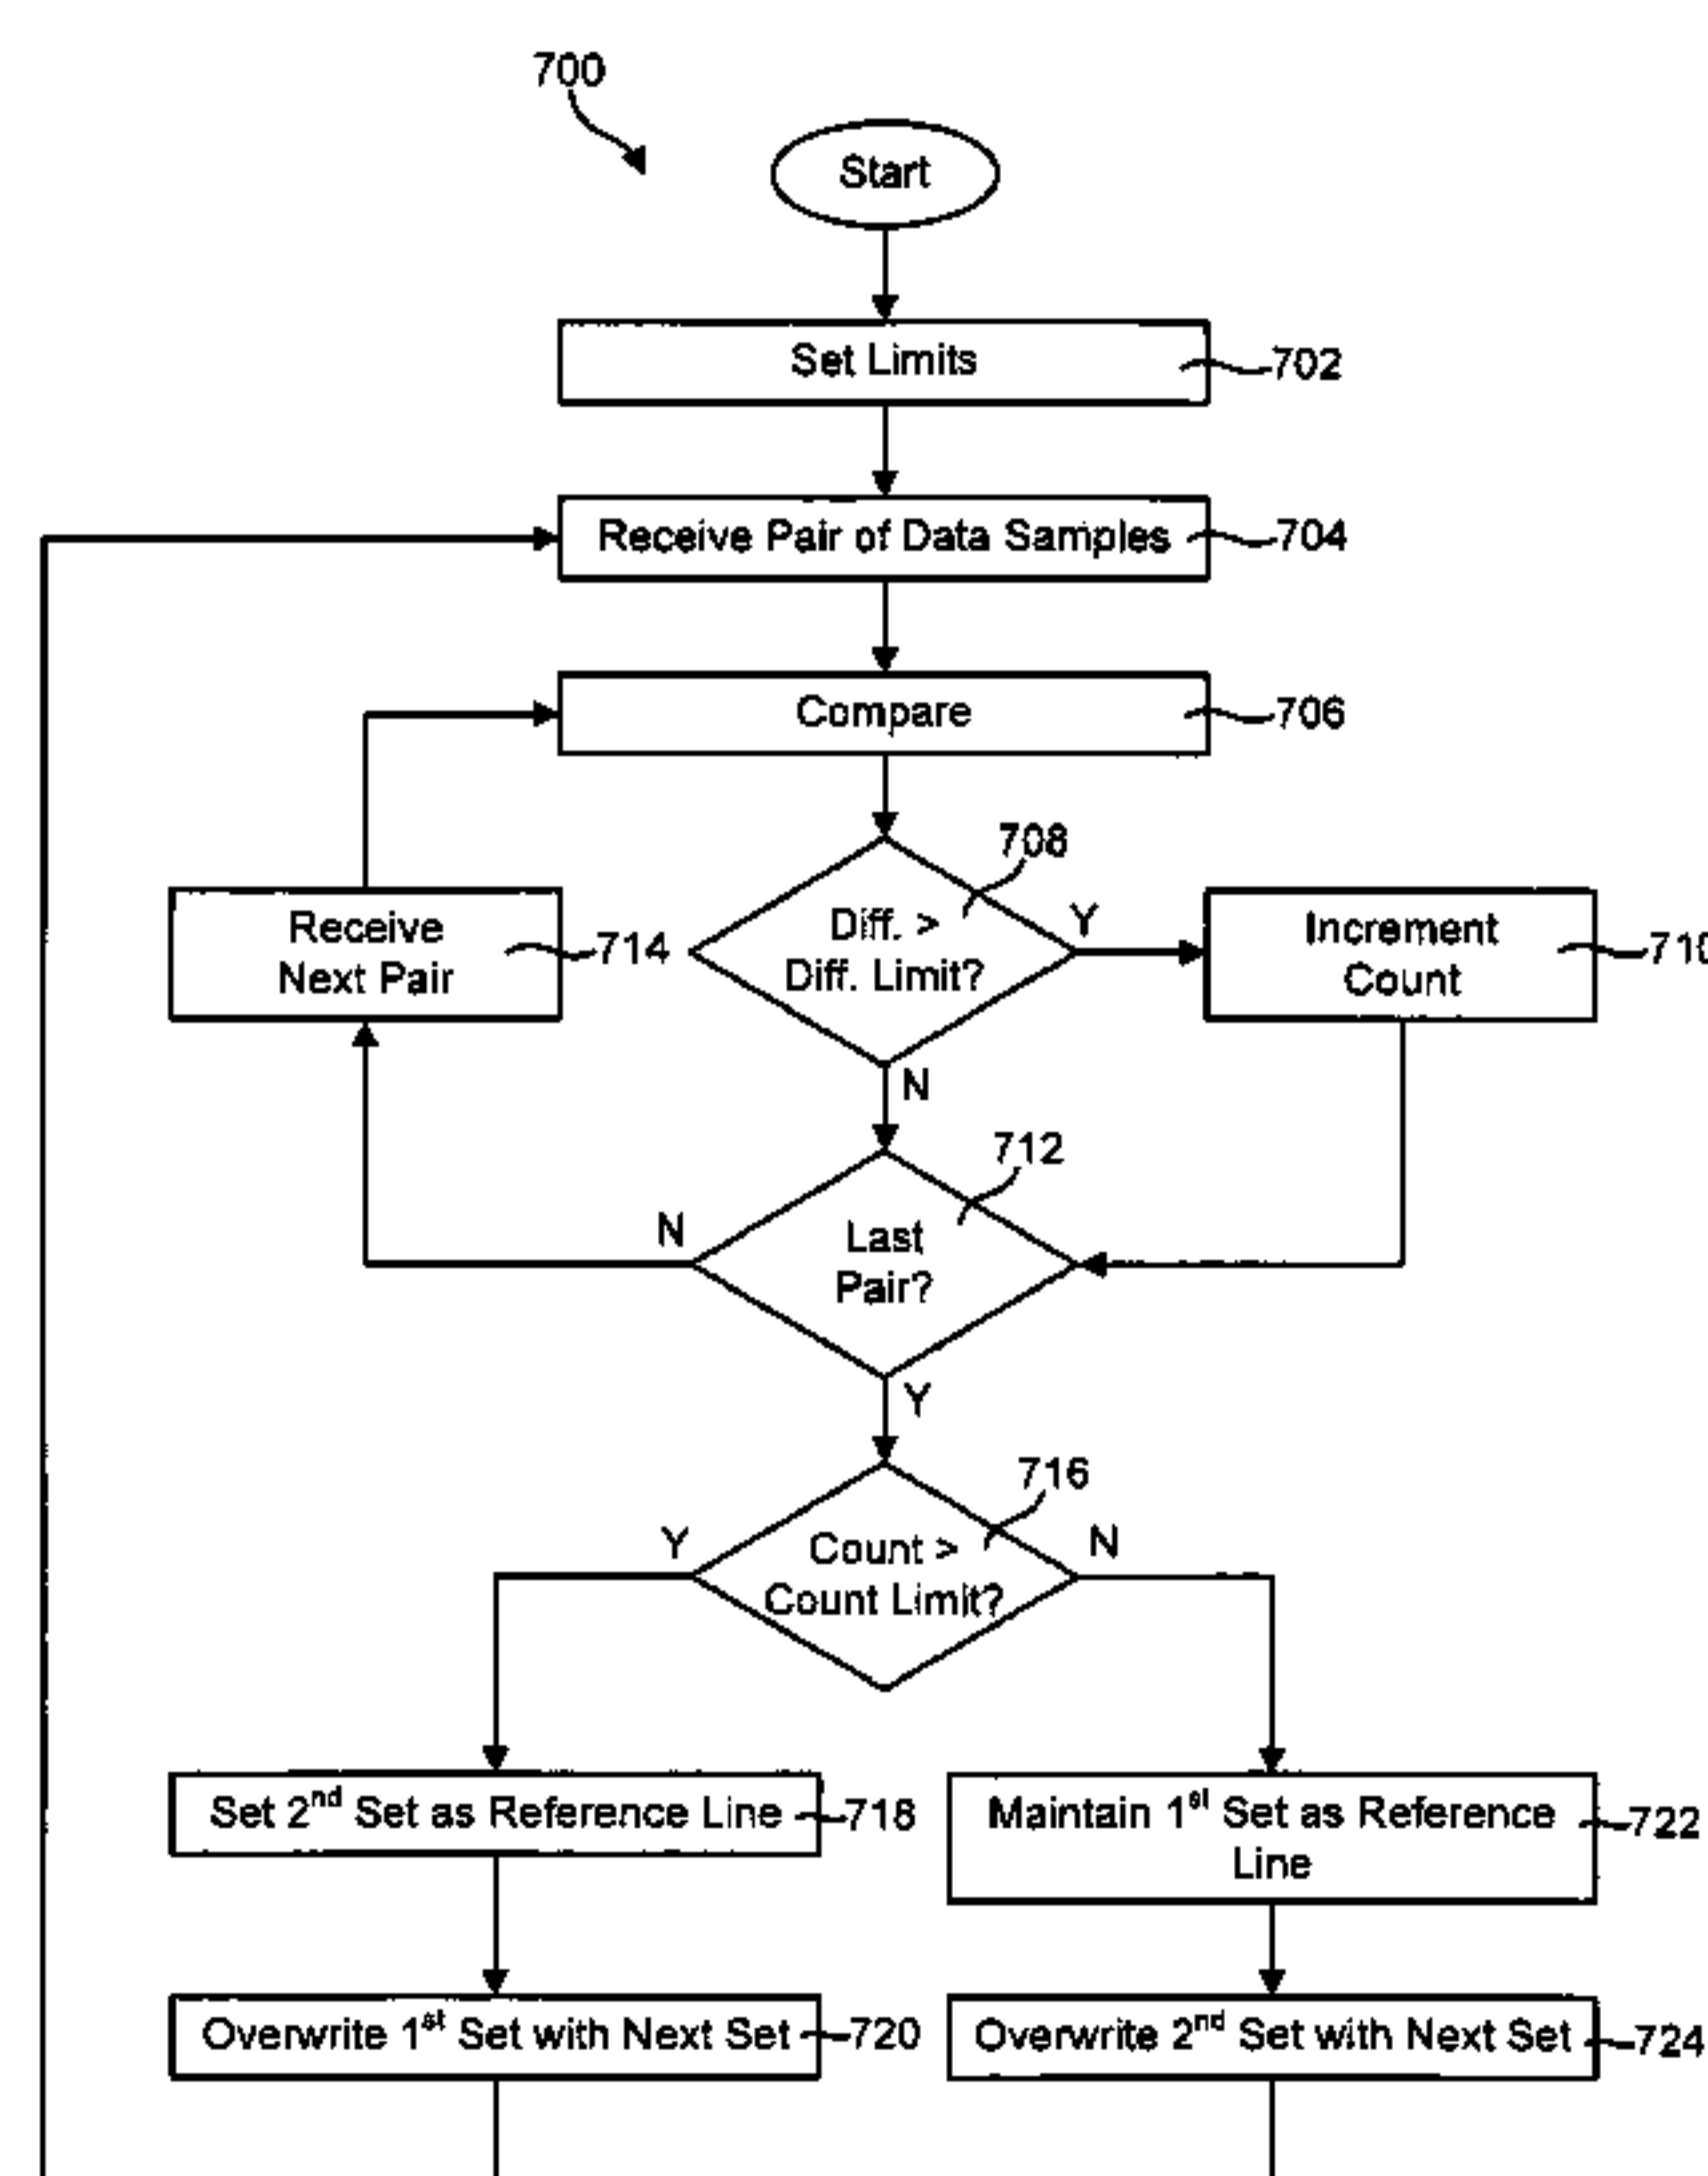 700
Start
Set Limits
702
Receive Pair of Data Samples
704
Compare
706
708
Diff. >
Diff. Limit?
Y
Increment
Count
710
Receive
Next Pair
714
N
712
Last
Pair?
N
Y
716
Count >
Count Limit?
Y
N
Set 2nd Set as Reference Line
718
Maintain 1st Set as Reference
Line
722
Overwrite 1st Set with Next Set
720
Overwrite 2nd Set with Next Set
724